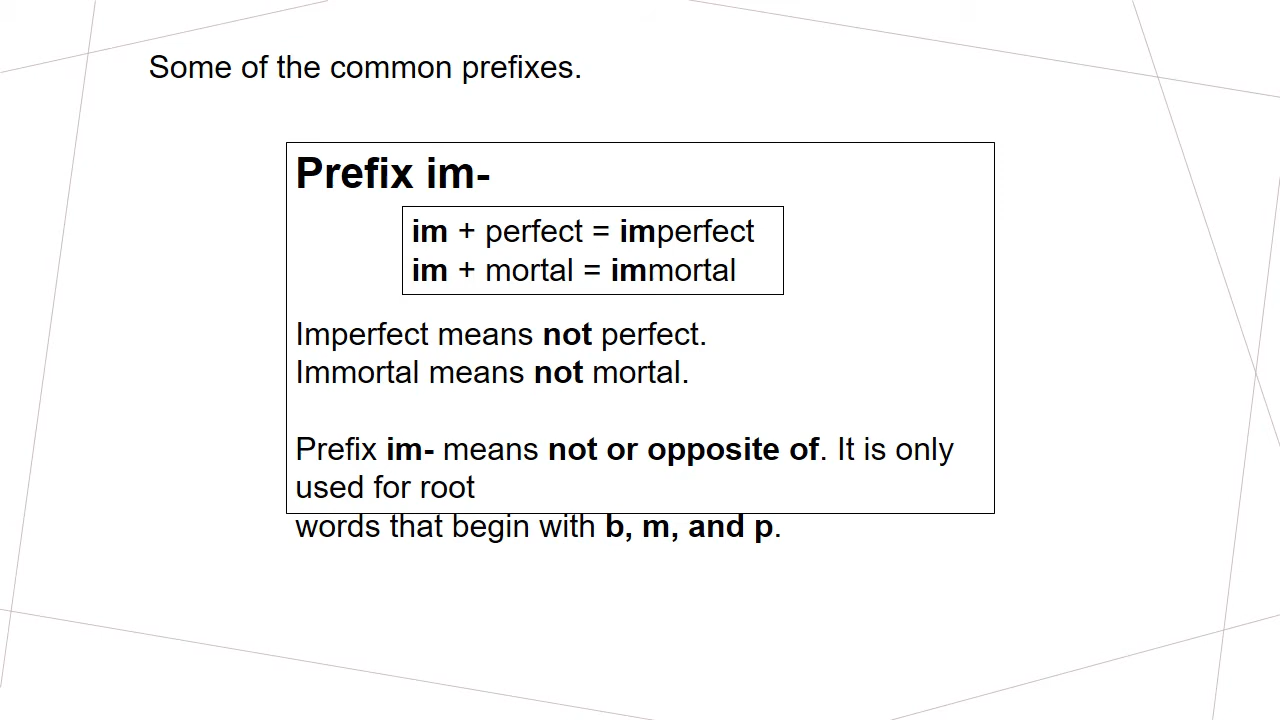 Some of the common prefixes.
Prefix im-
im + perfect = imperfect
im + mortal = immortal
Imperfect means not perfect.
Immortal means not mortal.
Prefix im- means not or opposite of. It is only
used for root
words that begin with b, m, and p.